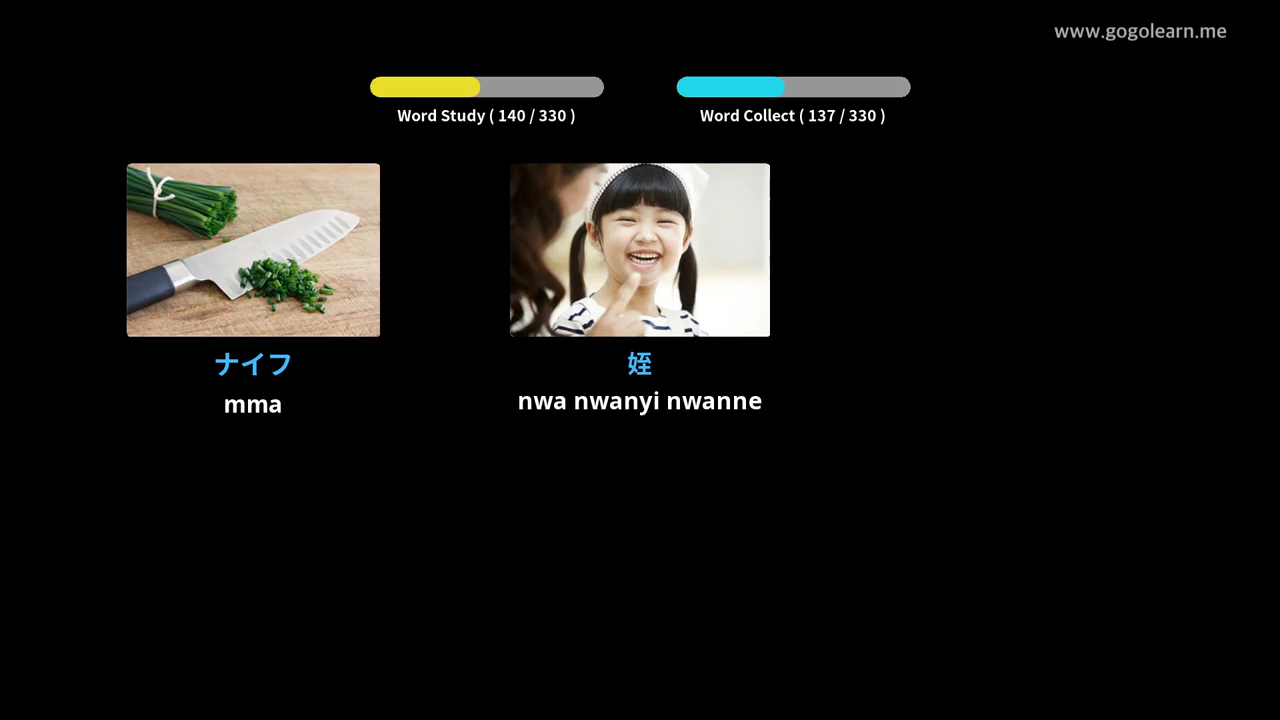 www.gogolearn.me
Word Study ( 140 / 330 )
Word Collect ( 137 / 330 )
ナイフ
mma
姪
nwa nwanyi nwanne